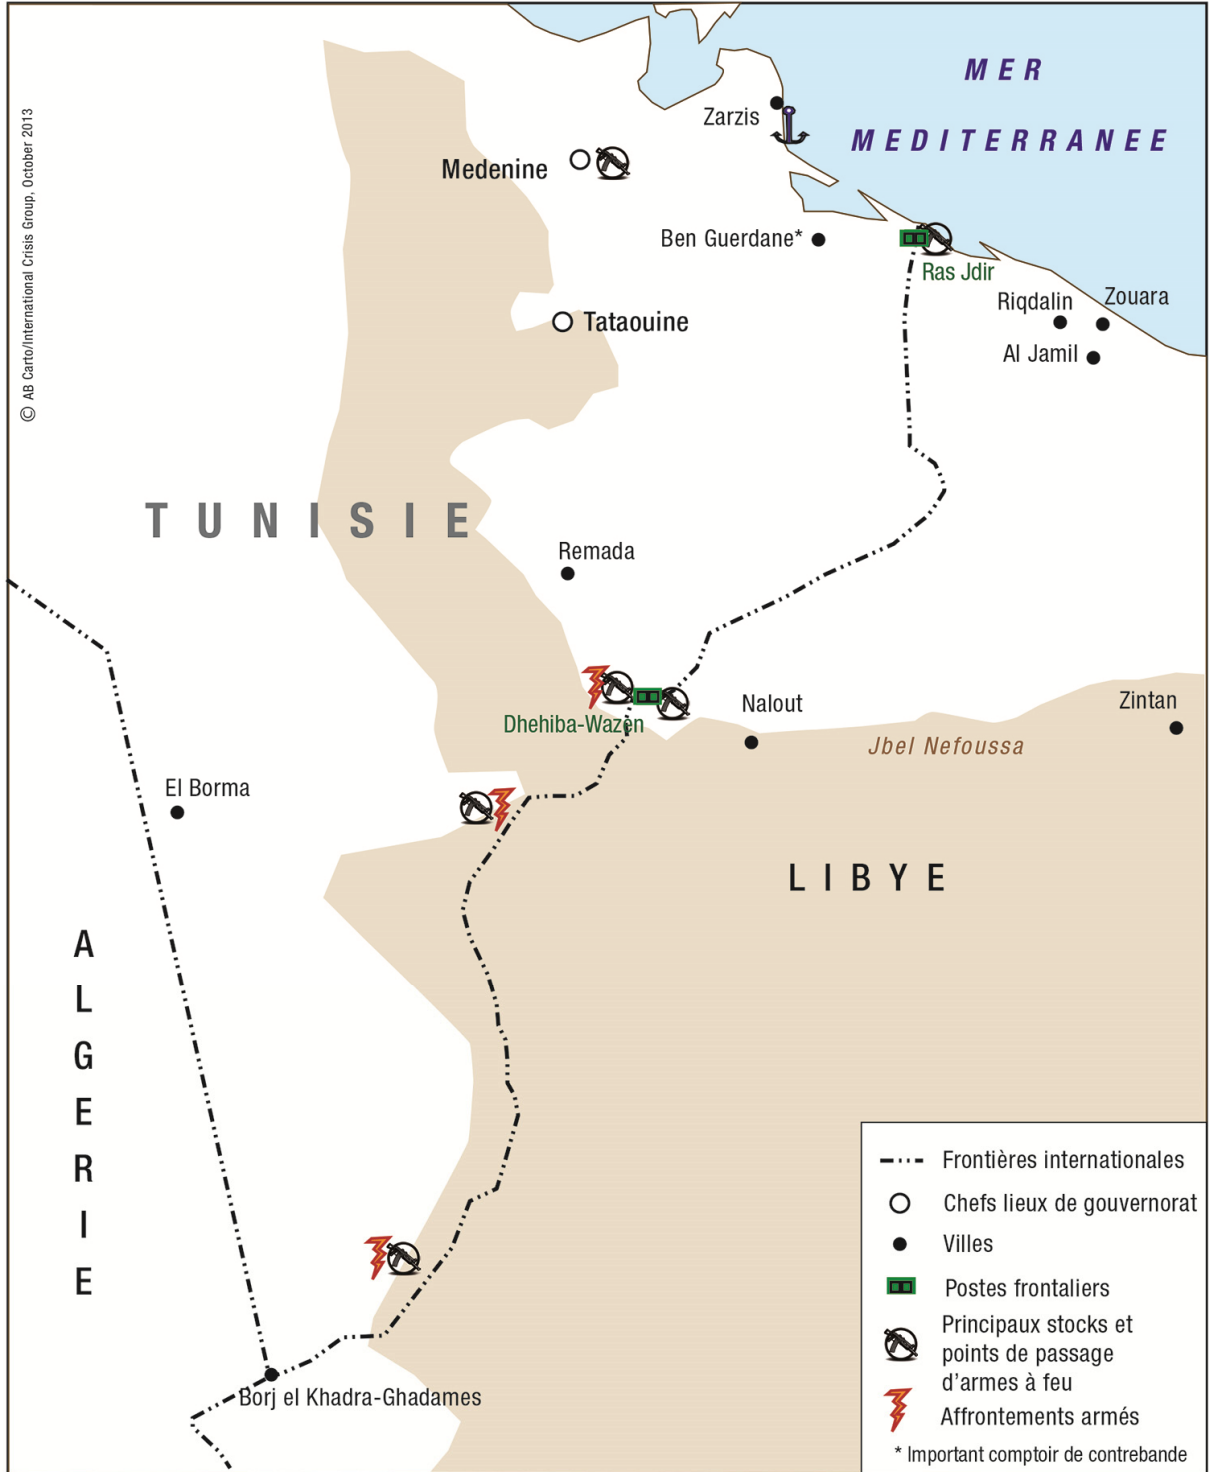 © AB Carto/International Crisis Group, October 2013
MER
MEDITERRANEE
Zarzis
Medenine
Ben Guerdane*
Ras Jdir
Riqdalin
Zouara
Al Jamil
Tataouine
TUNISIE
Remada
Dhehiba-Wazen
Nalout
Zintan
Jbel Nefoussa
El Borma
LIBYE
ALGERIE
Borj el Khadra-Ghadames
Frontières internationales
Chefs lieux de gouvernorat
Villes
Postes frontaliers
Principaux stocks et
points de passage
d'armes à feu
Affrontements armés
* Important comptoir de contrebande